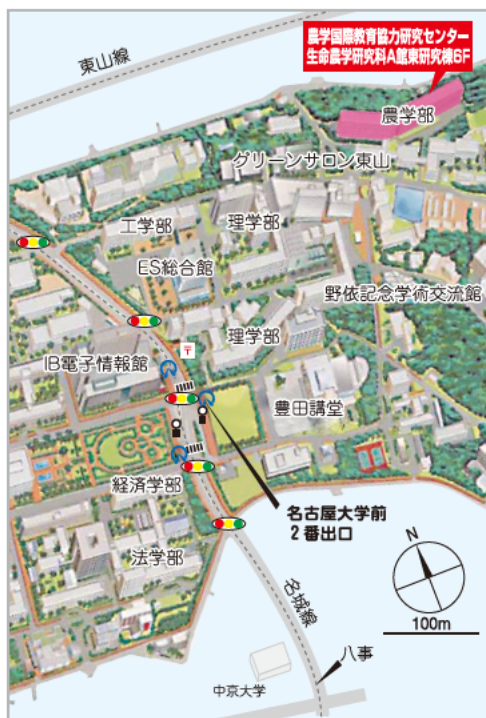 農学国際教育協力研究センター
生命農学研究科A館東研究棟6F
東山線
農学部
グリーンサロン東山
工学部
理学部
ES総合館
野依記念学術交流館
理学部
〒
IB電子情報館
豊田講堂
経済学部
名古屋大学前
2番出口
法学部
N
名城線
100m
八事
中京大学